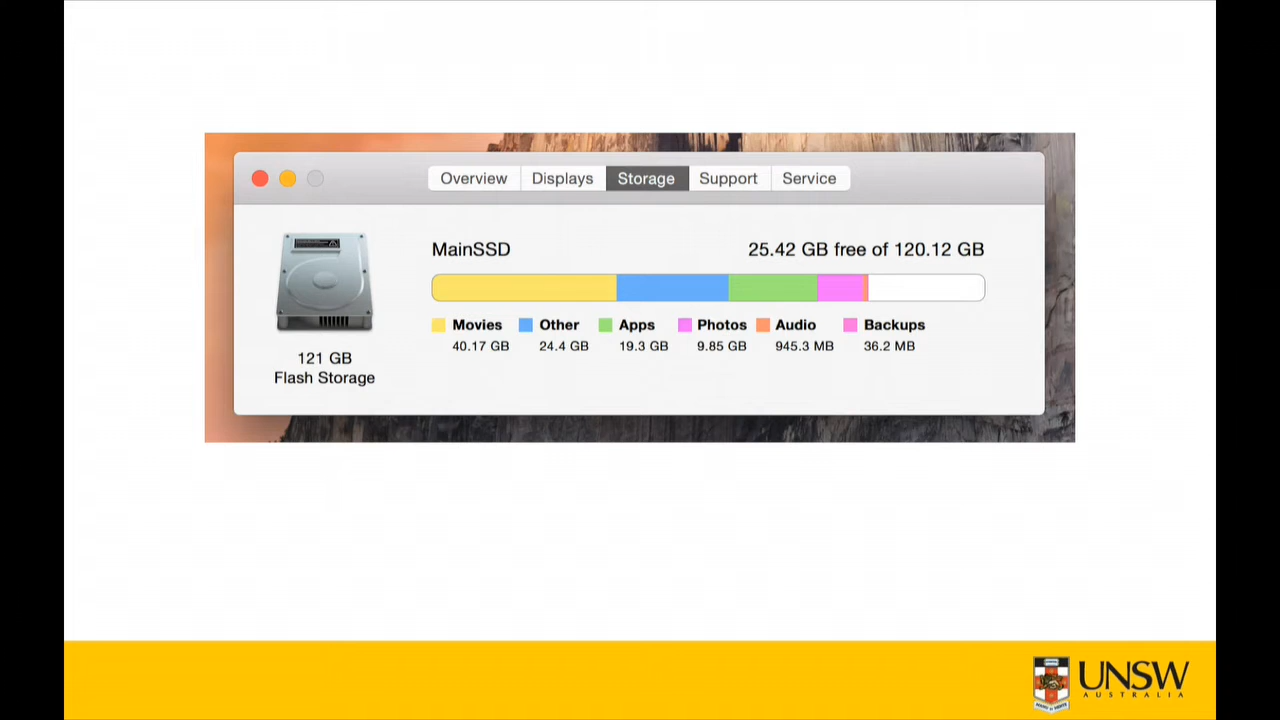 Overview Displays Storage Support Service
MainSSD 25.42 GB free of 120.12 GB
Movies Other Apps Photos Audio Backups
40.17 GB 24.4 GB 19.3 GB 9.85 GB 945.3 MB 36.2 MB
121 GB
Flash Storage
UNSW
AUSTRALIA